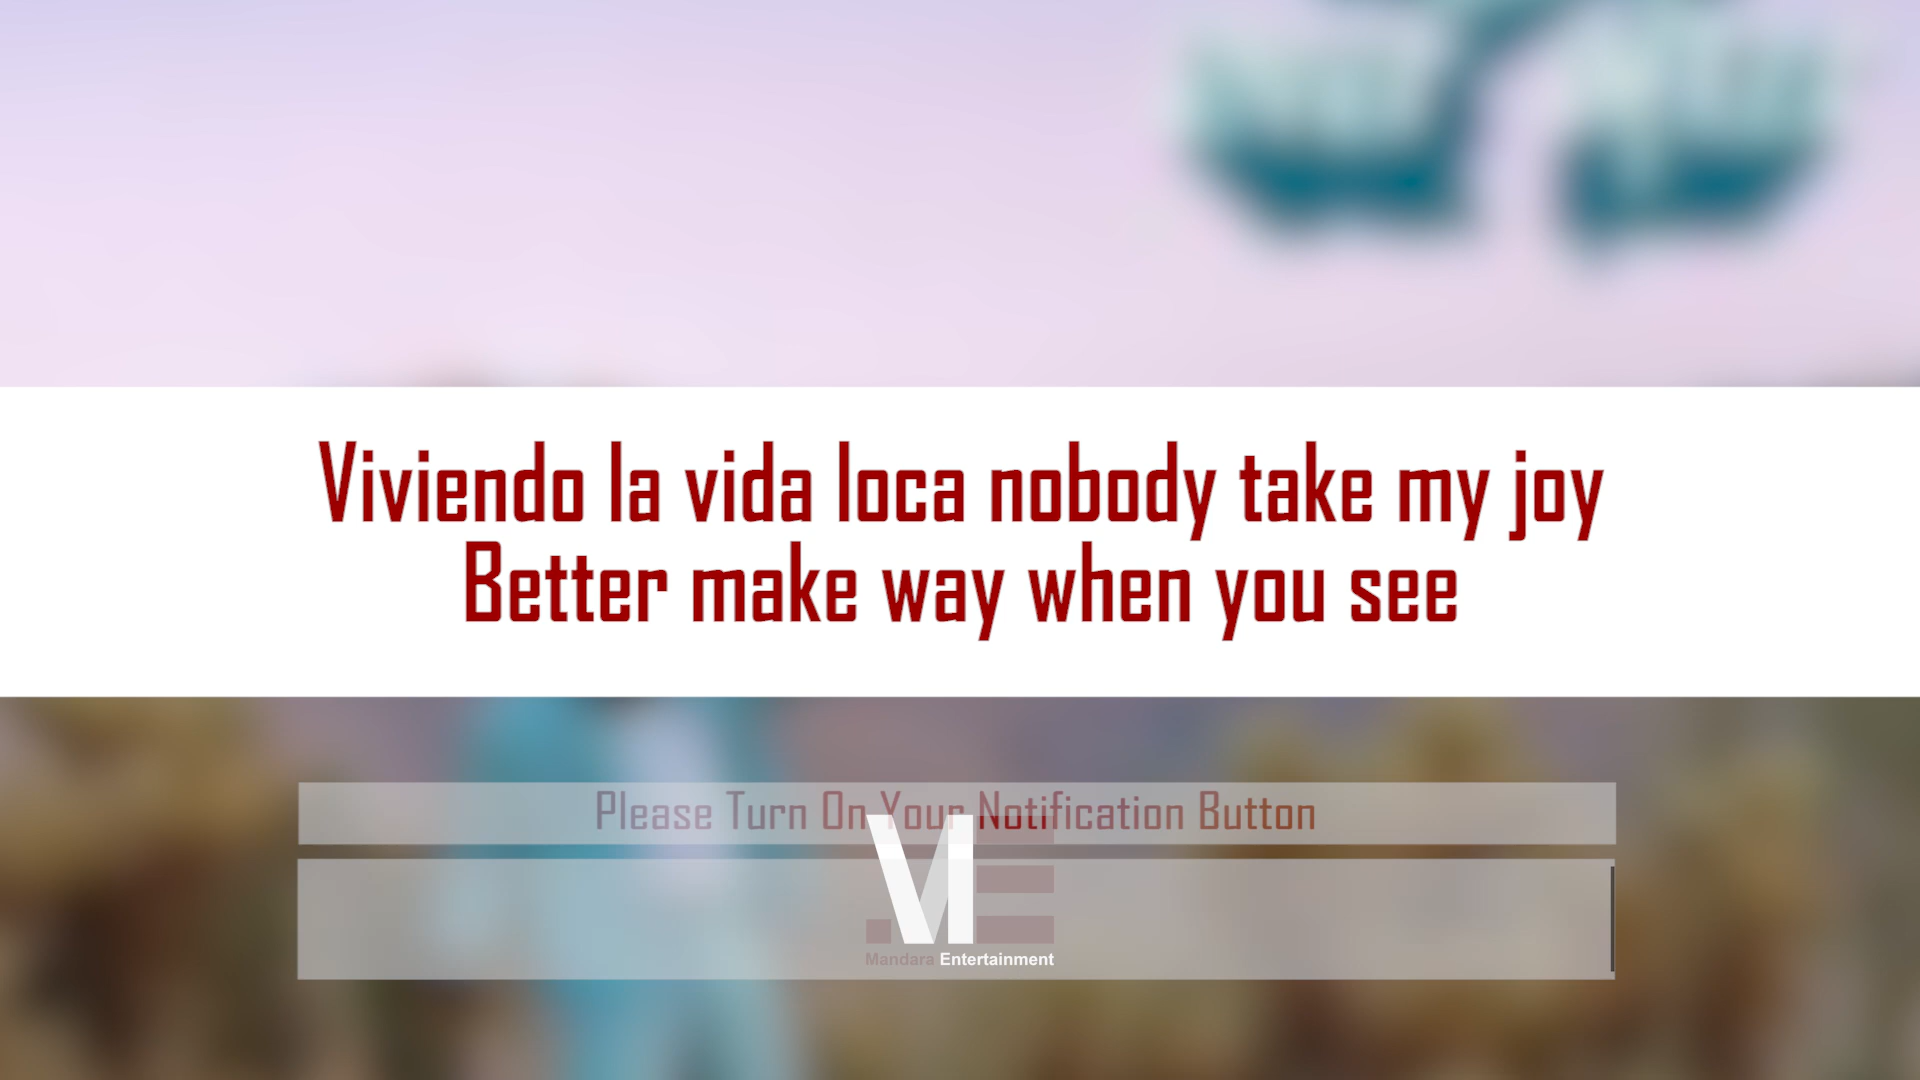 Viviendo la vida loca nobody take my joy
Better make way when you see
Please Turn On Your Notification Button
Mandara Entertainment